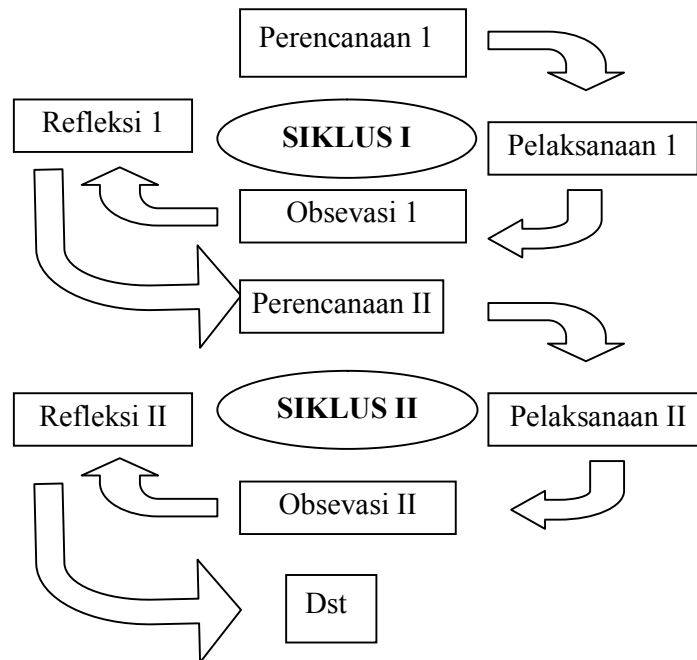 Perencanaan 1
Refleksi 1
SIKLUS I
Pelaksanaan 1
Obsevasi 1
Perencanaan II
Refleksi II
SIKLUS II
Pelaksanaan II
Obsevasi II
Dst